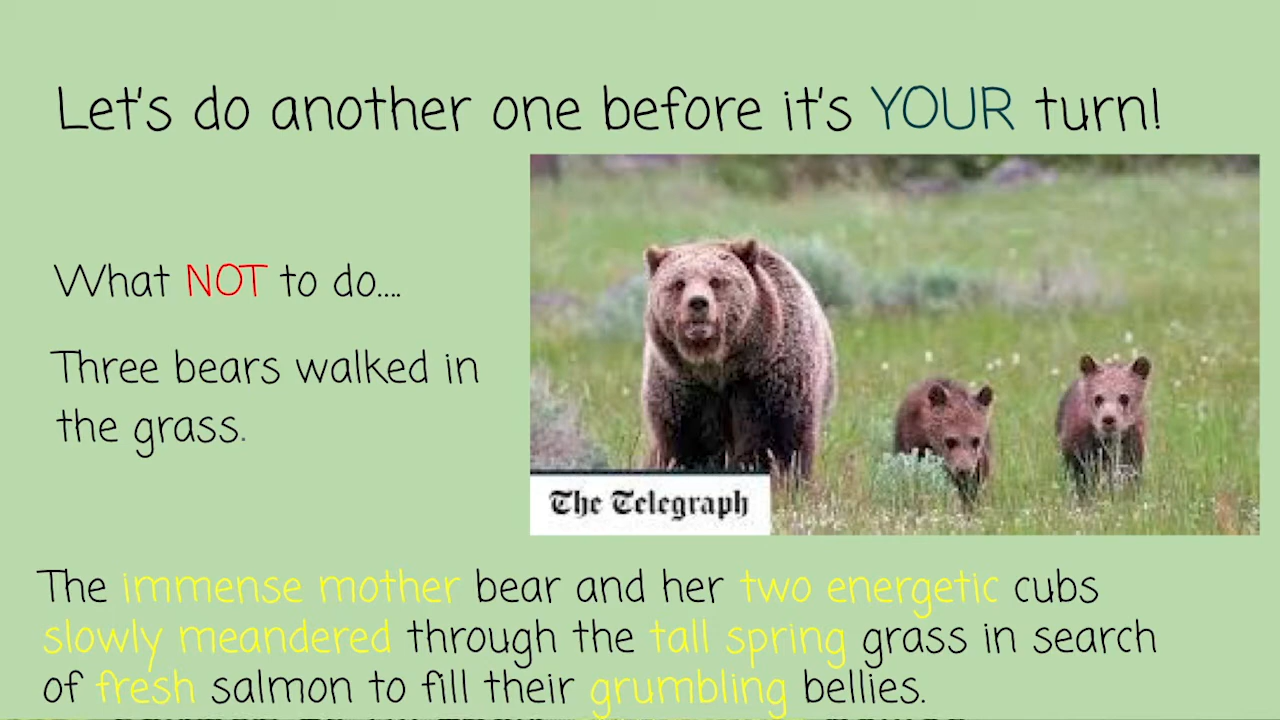 Let's do another one before it's YOUR turn!
What NOT to do....
Three bears walked in
the grass.
The Telegraph
The immense mother bear and her two energetic cubs
slowly meandered through the tall spring grass in search
of fresh salmon to fill their grumbling bellies.